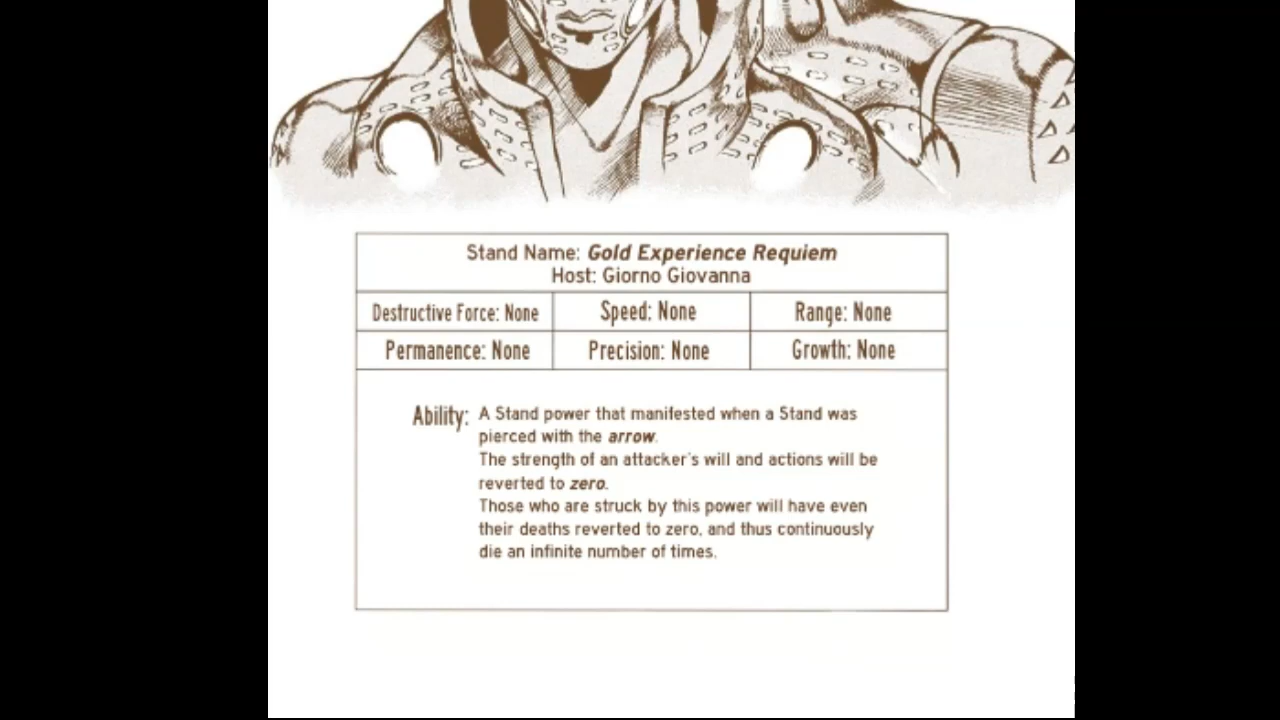 Stand Name: Gold Experience Requiem
Host: Giorno Giovanna
Destructive Force: None
Speed: None
Range: None
Permanence: None
Precision: None
Growth: None
Ability: A Stand power that manifested when a Stand was
pierced with the arrow.
The strength of an attacker's will and actions will be
reverted to zero.
Those who are struck by this power will have even
their deaths reverted to zero, and thus continuously
die an infinite number of times.